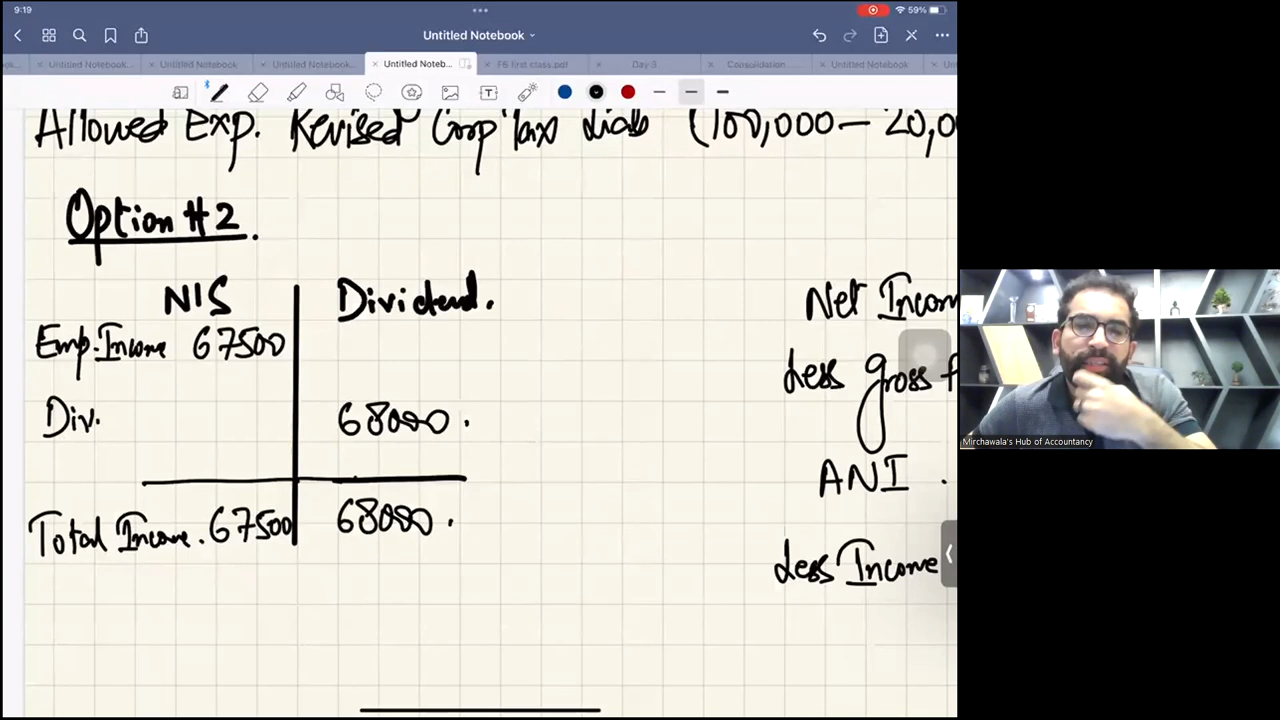 9:19
59%
Untitled Notebook
Untitled Notebook...
Untitled Notebook
Untitled Notebook...
Untitled Noteb...
F6 first class.pdf
Day 3
Consolidation
Untitled Notebook
Allowed Exp. Revised Corp Tax Liab (100,000 - 20,0
Option #2.
NIS Dividend.
Net Incom
Emp. Income 67500
Less gross
Div. 68000.
ANI.
Total Income. 67500 68000.
Less Income
Mirchawala's Hub of Accountancy